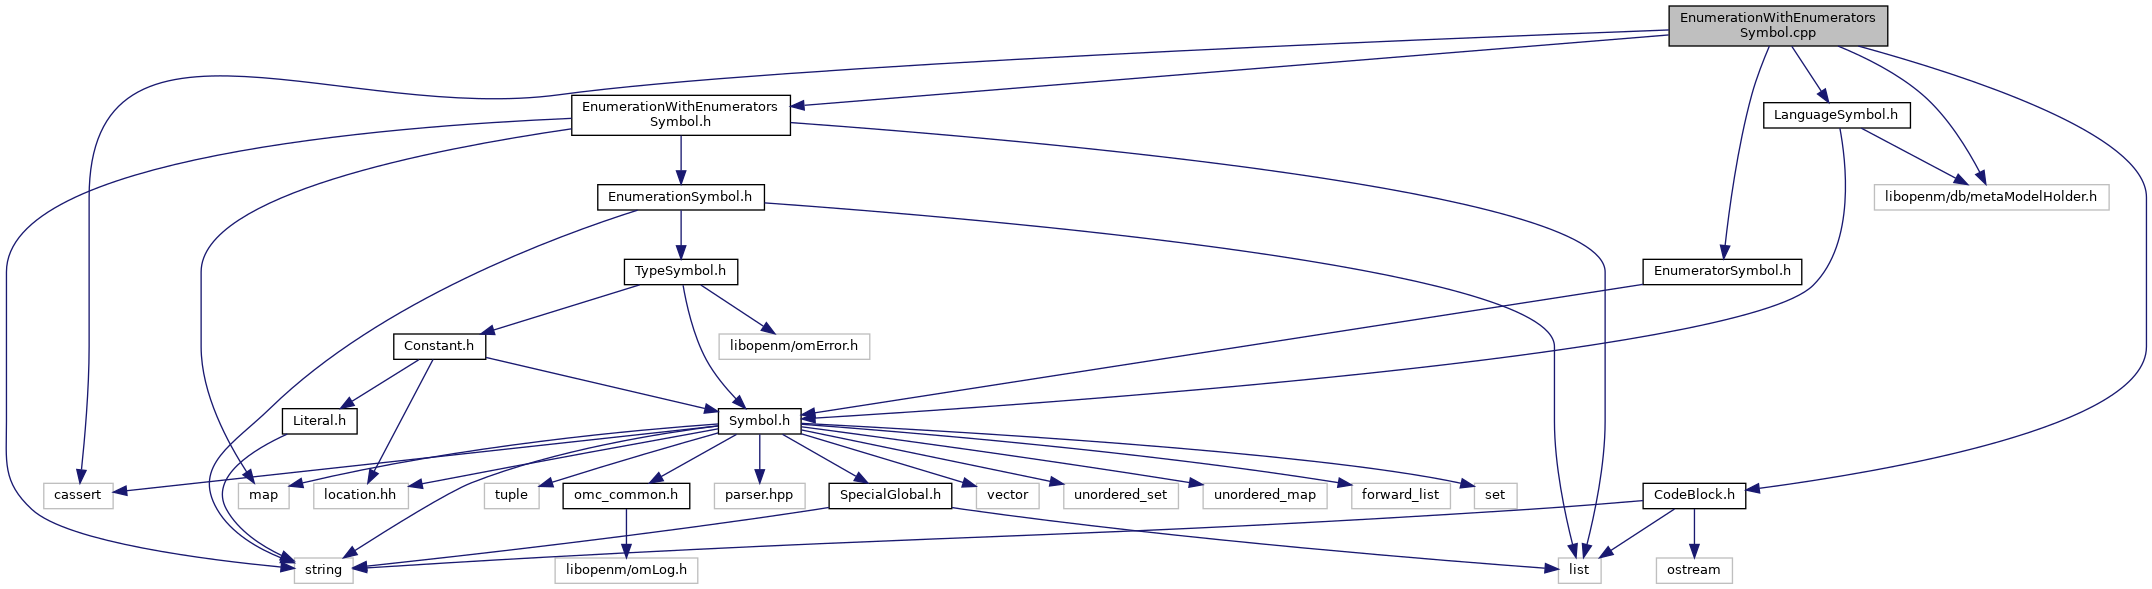 EnumerationWithEnumerators
Symbol.cpp
EnumerationWithEnumerators
Symbol.h
LanguageSymbol.h
EnumerationSymbol.h
libopenm/db/metaModelHolder.h
TypeSymbol.h
EnumeratorSymbol.h
Constant.h
libopenm/omError.h
Literal.h
Symbol.h
cassert
map
location.hh
tuple
omc_common.h
parser.hpp
SpecialGlobal.h
vector
unordered_set
unordered_map
forward_list
set
CodeBlock.h
string
libopenm/omLog.h
list
ostream